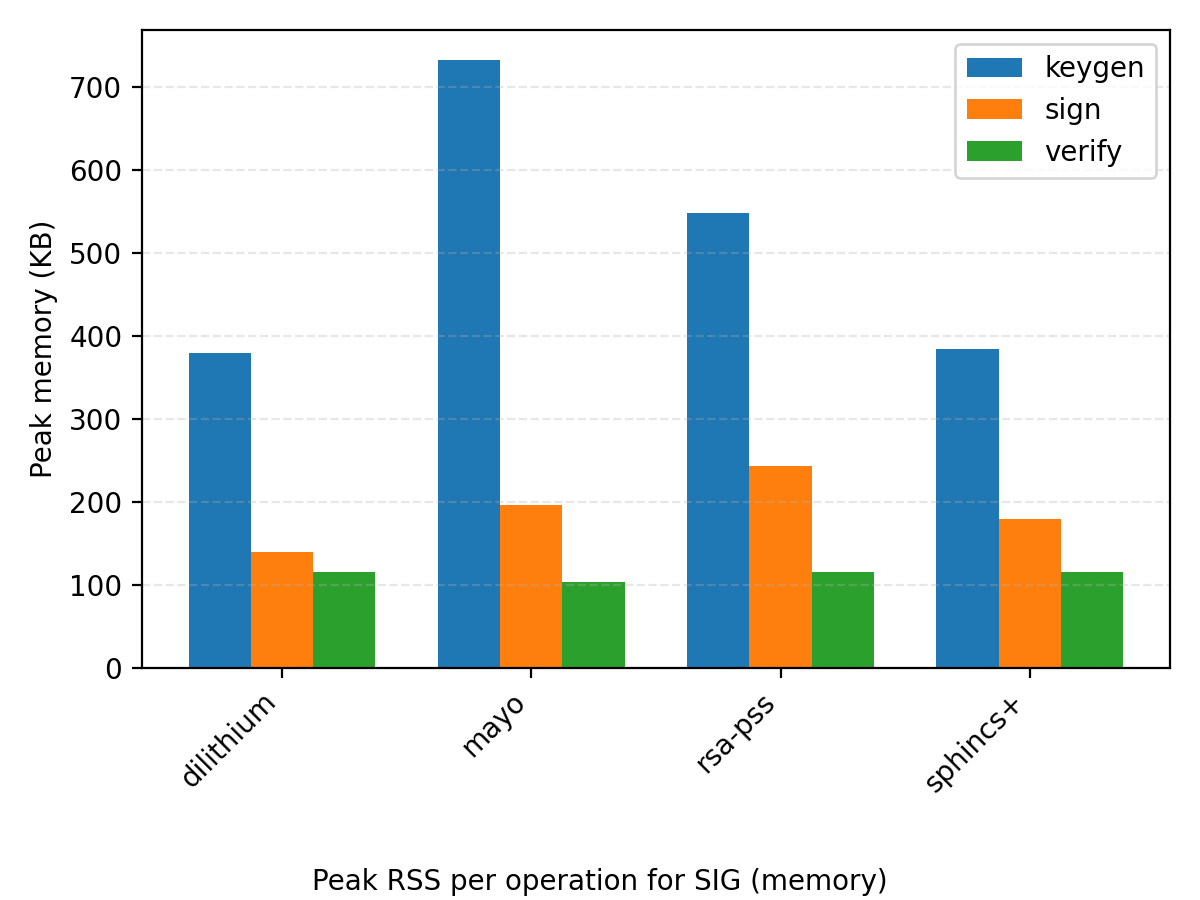 Peak memory (KB)
700
600
500
400
300
200
100
0
keygen
sign
verify
dilithium
mayo
rsa-pss
sphincs+
Peak RSS per operation for SIG (memory)